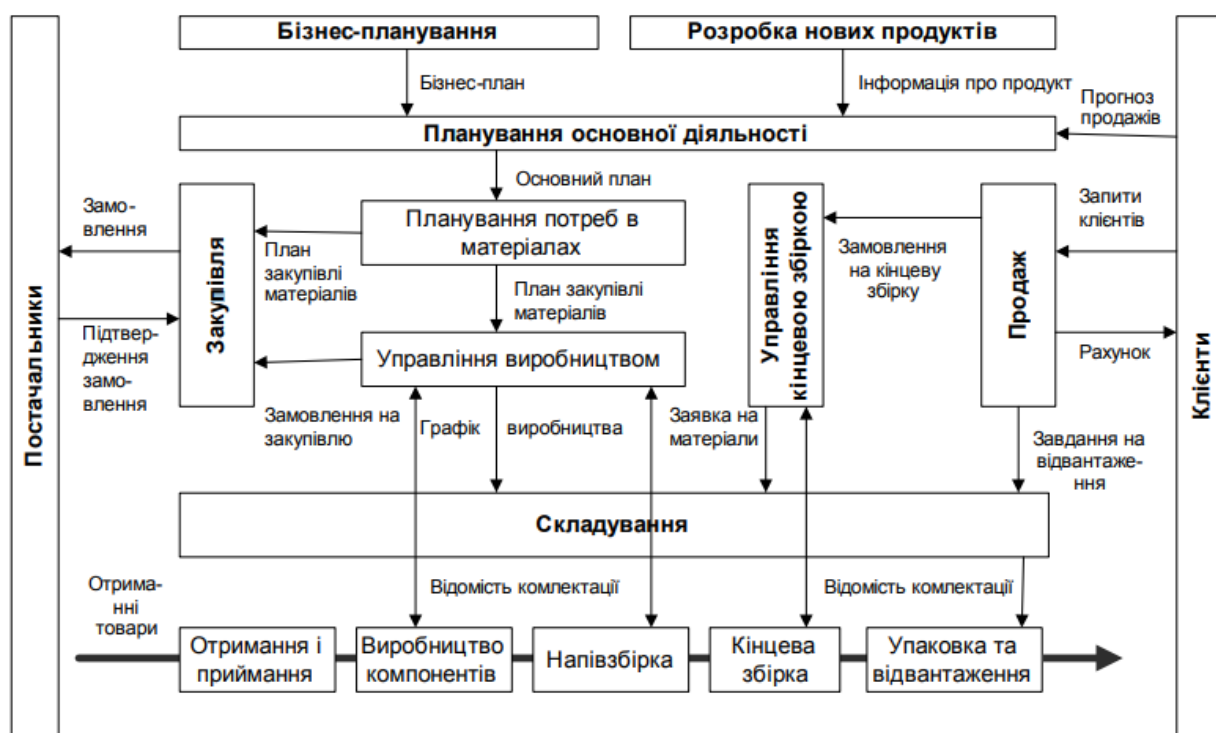 Бізнес-планування
Розробка нових продуктів
Бізнес-план
Інформація про продукт
Прогноз
продажів
Планування основної діяльності
Основний план
Замо-
влення
Планування потреб в
матеріалах
План
закупівлі
матеріалів
Закупівля
План закупівлі
матеріалів
Управління
кінцевою збіркою
Замовлення
на кінцеву
збірку
Продаж
Запити
клієнтів
Постачальники
Клієнти
Підтвер-
дження
замо-
влення
Управління виробництвом
Рахунок
Замовлення на
закупівлю
Графік
виробництва
Заявка на
матеріали
Завдання на
відвантаже-
ння
Складування
Отрима-
нні
товари
Відомість комлектації
Відомість комлектації
Отримання і
приймання
Виробництво
компонентів
Напівзбірка
Кінцева
збірка
Упаковка та
відвантаження